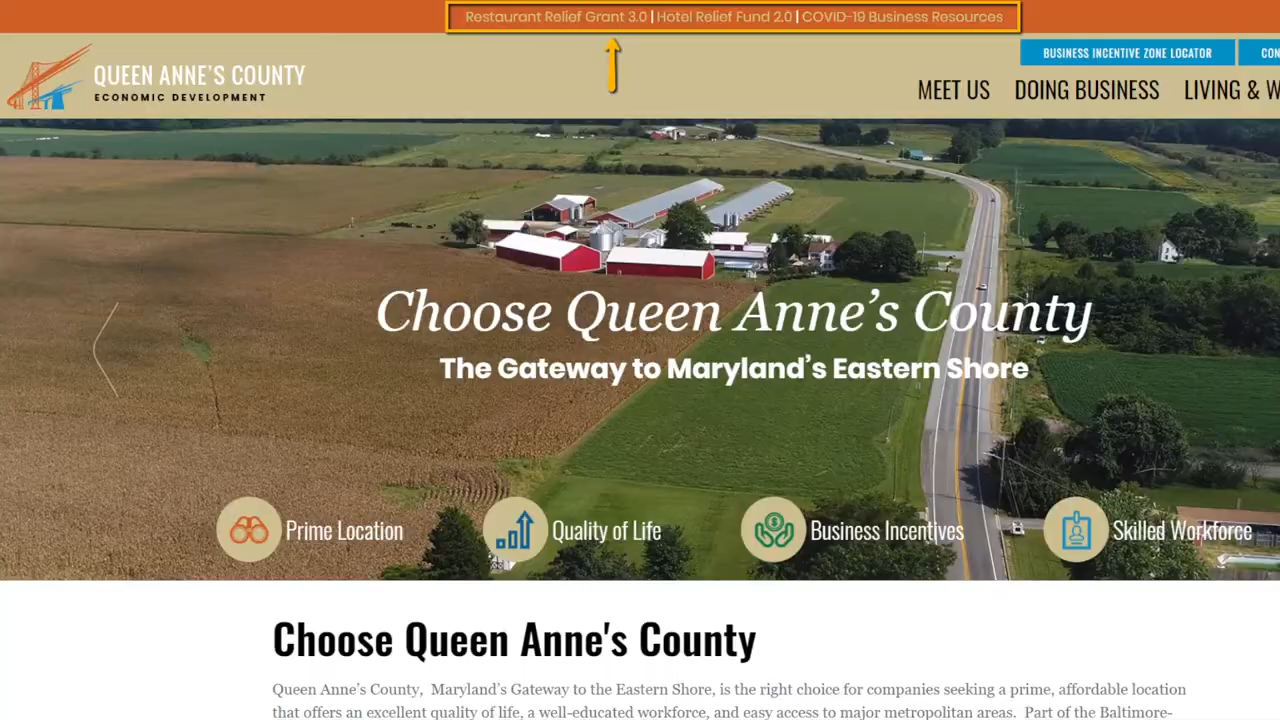 Restaurant Relief Grant 3.0 | Hotel Relief Fund 2.0 | COVID-19 Business Resources
BUSINESS INCENTIVE ZONE LOCATOR
CON
QUEEN ANNE'S COUNTY
ECONOMIC DEVELOPMENT
MEET US DOING BUSINESS LIVING & W
Choose Queen Anne's County
The Gateway to Maryland's Eastern Shore
Prime Location
Quality of Life
Business Incentives
Skilled Workforce
Choose Queen Anne's County
Queen Anne's County, Maryland's Gateway to the Eastern Shore, is the right choice for companies seeking a prime, affordable location
that offers an excellent quality of life, a well-educated workforce, and easy access to major metropolitan areas. Part of the Baltimore-